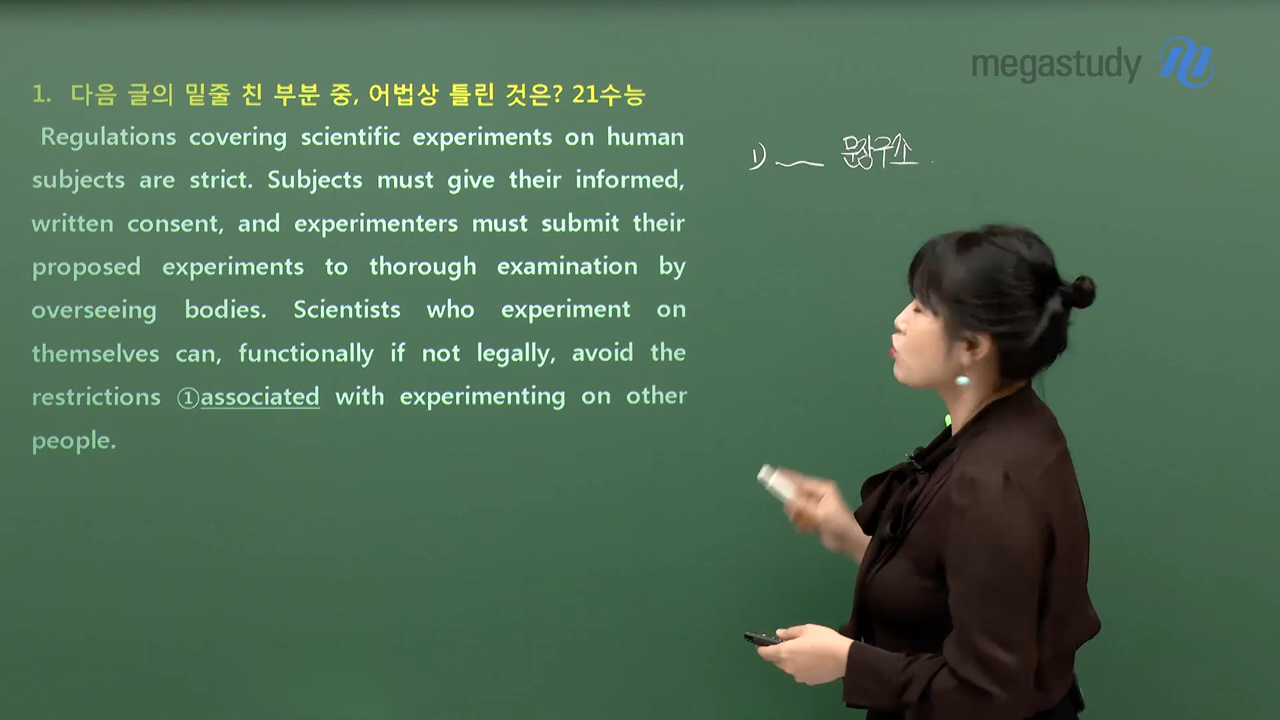 megastudy
1. 다음 글의 밑줄 친 부분 중, 어법상 틀린 것은? 21수능
Regulations covering scientific experiments on human
subjects are strict. Subjects must give their informed,
written consent, and experimenters must submit their
proposed experiments to thorough examination by
overseeing bodies. Scientists who experiment on
themselves can, functionally if not legally, avoid the
restrictions ①associated with experimenting on other
people.
1) 문장구조